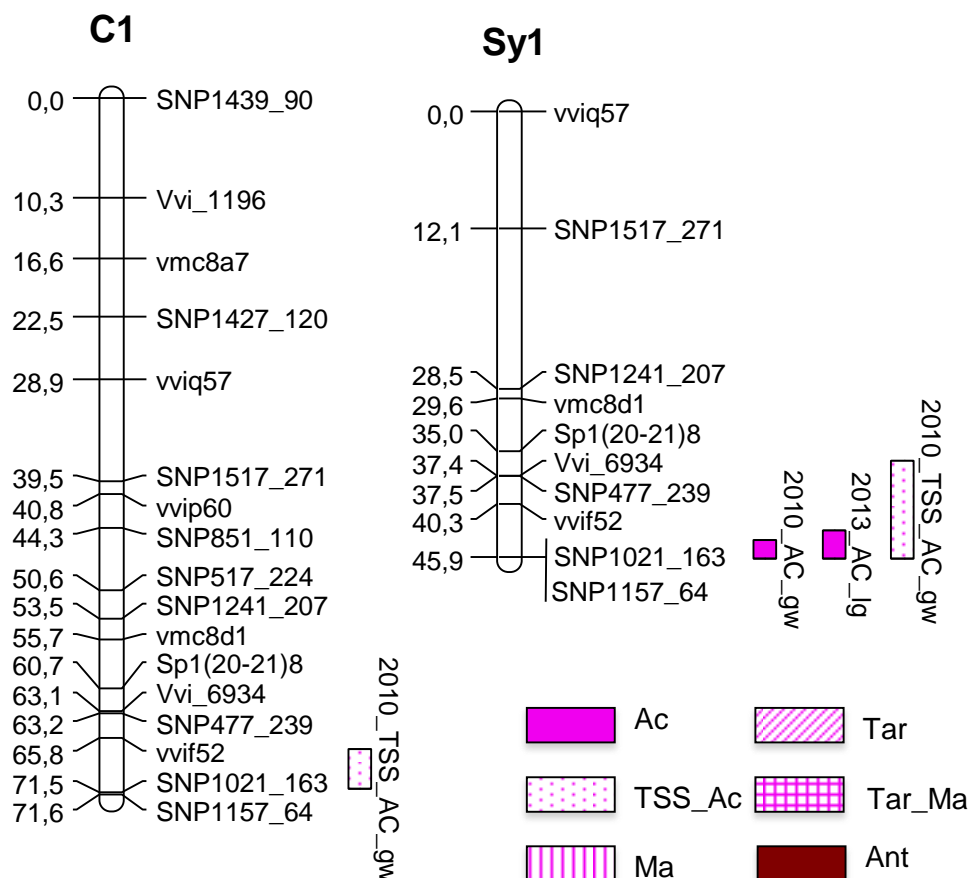 C1
0,0 SNP1439_90
10,3 Vvi_1196
16,6 vmc8a7
22,5 SNP1427_120
28,9 vviq57
39,5 SNP1517_271
40,8 vvip60
44,3 SNP851_110
50,6 SNP517_224
53,5 SNP1241_207
55,7 vmc8d1
60,7 Sp1(20-21)8
63,1 Vvi_6934
63,2 SNP477_239
65,8 vvif52
71,5 SNP1021_163
71,6 SNP1157_64
2010_TSS_AC_gw
Sy1
0,0 vviq57
12,1 SNP1517_271
28,5 SNP1241_207
29,6 vmc8d1
35,0 Sp1(20-21)8
37,4 Vvi_6934
37,5 SNP477_239
40,3 vvif52
45,9 SNP1021_163
SNP1157_64
2010_AC_gw
2013_AC_lg
2010_TSS_AC_gw
Ac
Tar
TSS_Ac
Tar_Ma
Ma
Ant